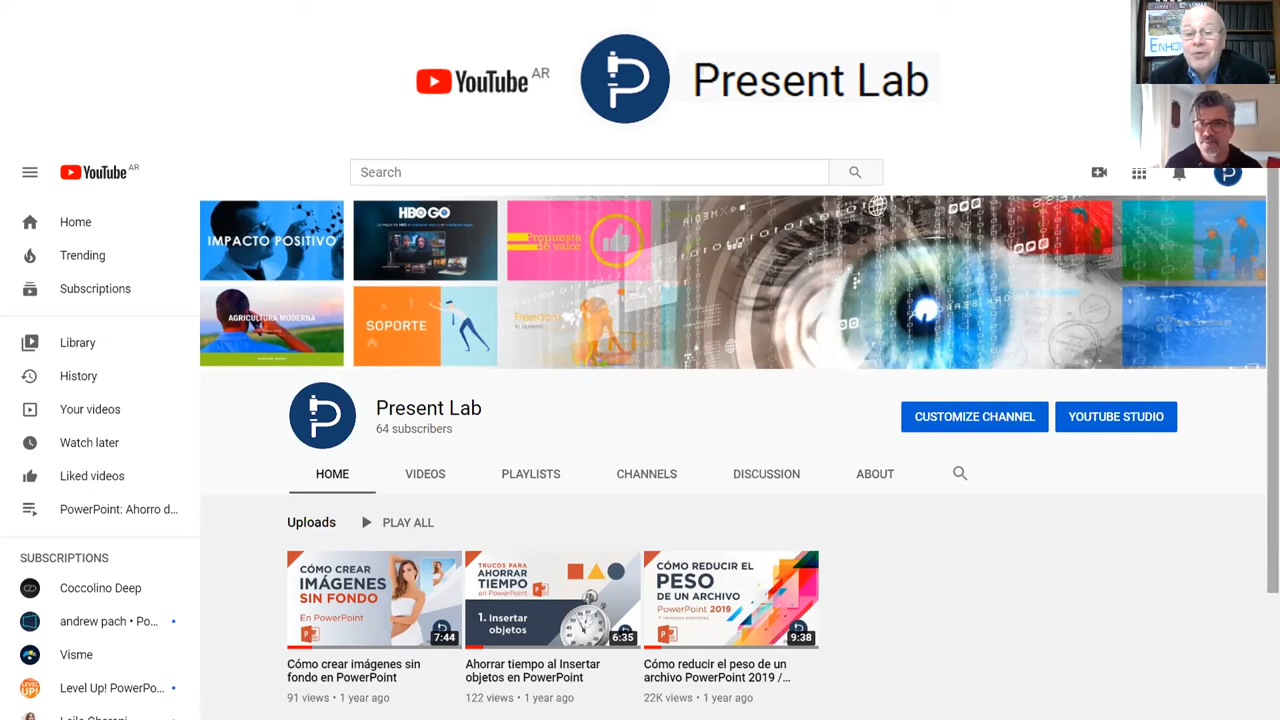 YouTube AR
Present Lab
YouTube AR
Search
Home
Trending
Subscriptions
Library
History
Your videos
Watch later
Liked videos
PowerPoint: Ahorro d...
SUBSCRIPTIONS
Coccolino Deep
andrew pach • Po...
Visme
Level Up! PowerPo...
IMPACTO POSITIVO
HBO GO
Propuesta
de valor
AGRICULTURA MODERNA
SOPORTE
Present Lab
64 subscribers
CUSTOMIZE CHANNEL
YOUTUBE STUDIO
HOME
VIDEOS
PLAYLISTS
CHANNELS
DISCUSSION
ABOUT
Uploads
PLAY ALL
CÓMO CREAR
IMÁGENES
SIN FONDO
En PowerPoint
7:44
Cómo crear imágenes sin
fondo en PowerPoint
91 views • 1 year ago
TRUCOS PARA
AHORRAR
TIEMPO
en PowerPoint
1. Insertar
objetos
6:35
Ahorrar tiempo al Insertar
objetos en PowerPoint
122 views • 1 year ago
CÓMO REDUCIR EL
PESO
DE UN ARCHIVO
PowerPoint 2019
Y versiones anteriores
9:38
Cómo reducir el peso de un
archivo PowerPoint 2019 /...
22K views • 1 year ago